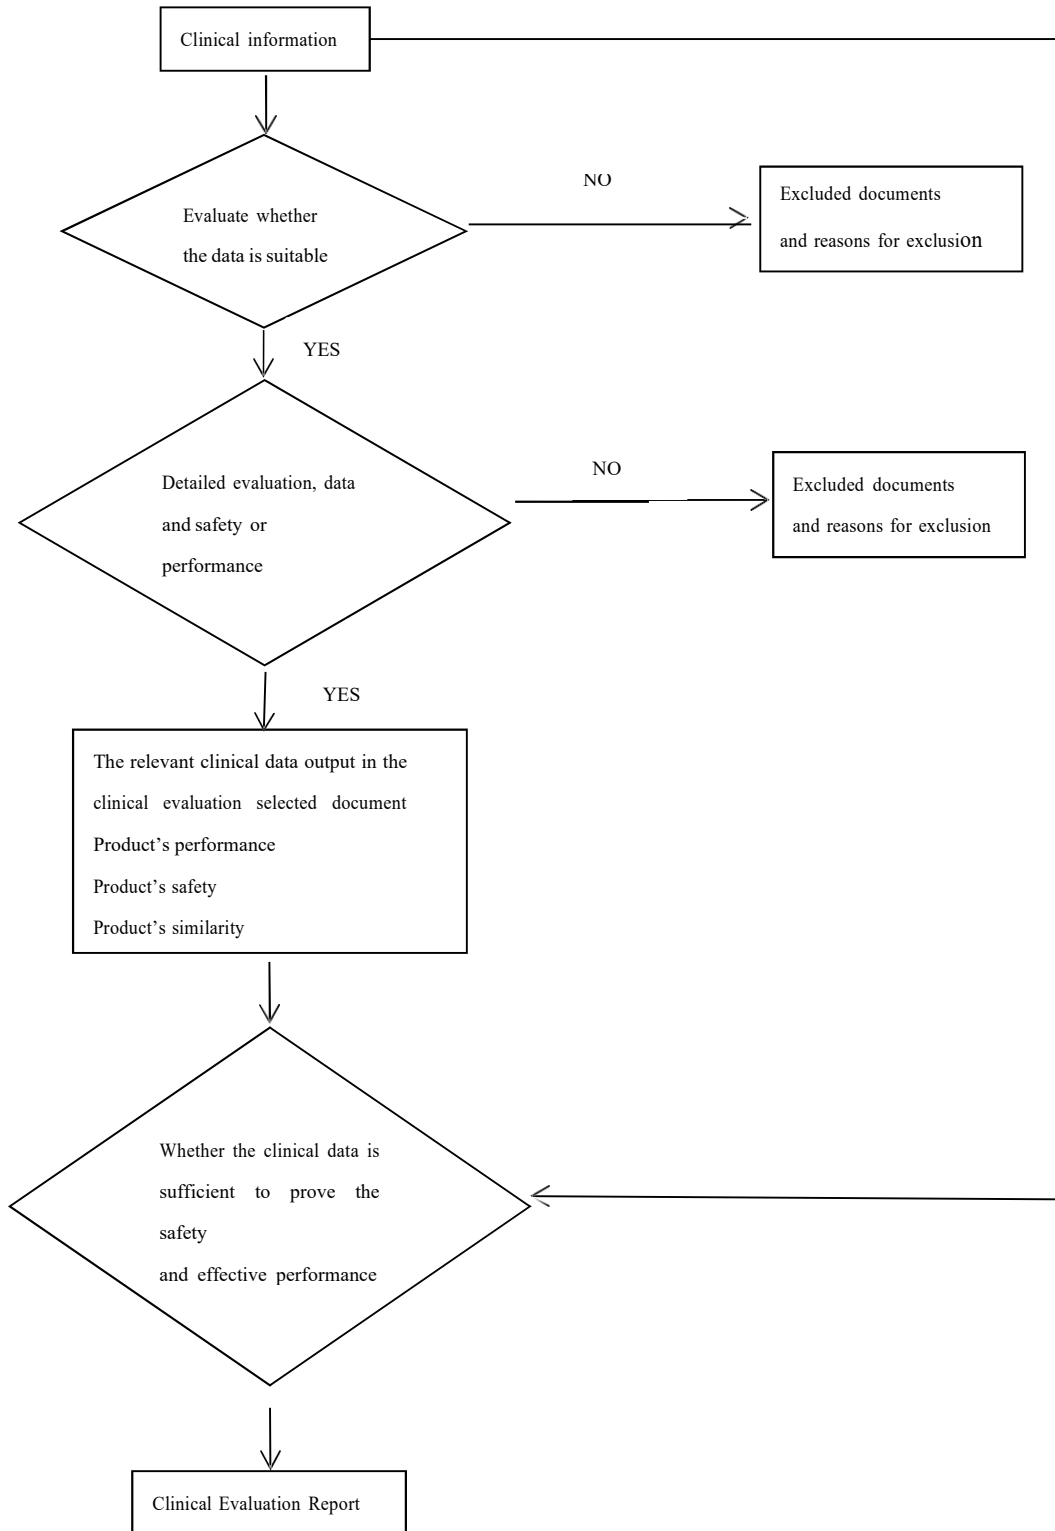 Clinical information
Evaluate whether
the data is suitable
NO
Excluded documents
and reasons for exclusion
YES
Detailed evaluation, data
and safety or
performance
NO
Excluded documents
and reasons for exclusion
YES
The relevant clinical data output in the
clinical evaluation selected document
Product’s performance
Product’s safety
Product’s similarity
Whether the clinical data is
sufficient to prove the
safety
and effective performance
Clinical Evaluation Report